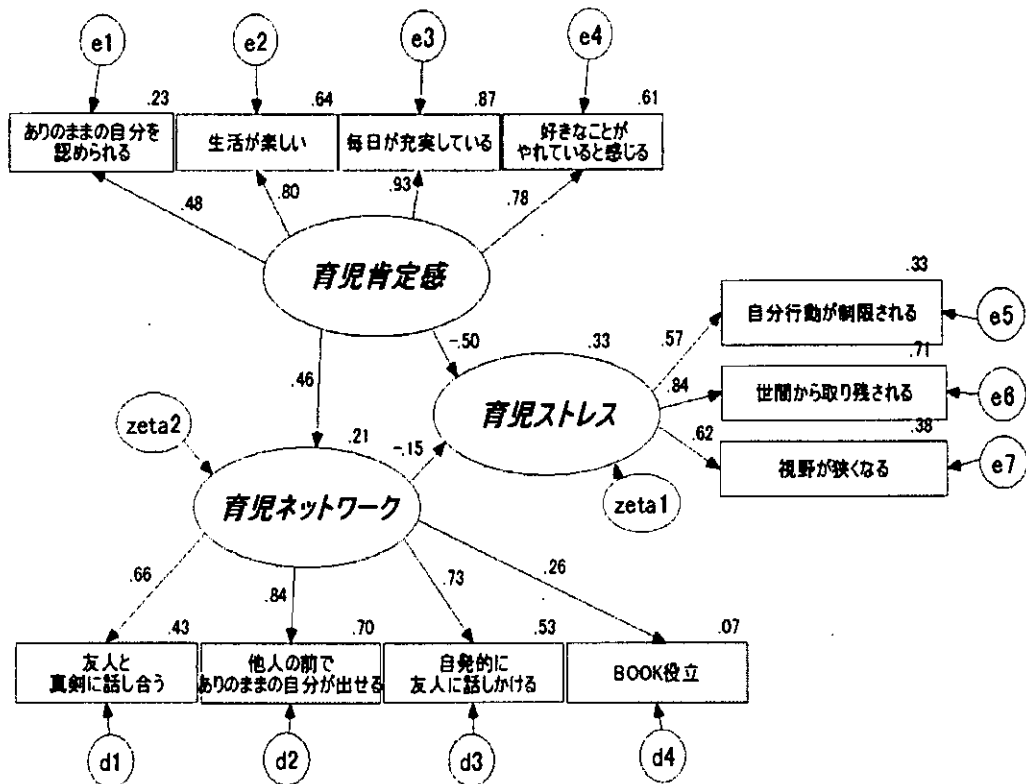 e1
e2
e3
e4
.23
.64
.87
.61
ありのままの自分を
認められる
生活が楽しい
毎日が充実している
好きなことが
やれていると感じる
.48
.80
.93
.78
育児肯定感
.33
自分行動が制限される
e5
-.50
.33
.57
.71
.46
.84
世間から取り残される
e6
育児ストレス
zeta2
.21
-.15
.62
.38
視野が狭くなる
e7
育児ネットワーク
zeta1
.66
.84
.73
.26
.43
.70
.53
.07
友人と
真剣に話し合う
他人の前で
ありのままの自分が出せる
自発的に
友人に話しかける
BOOK役立
d1
d2
d3
d4